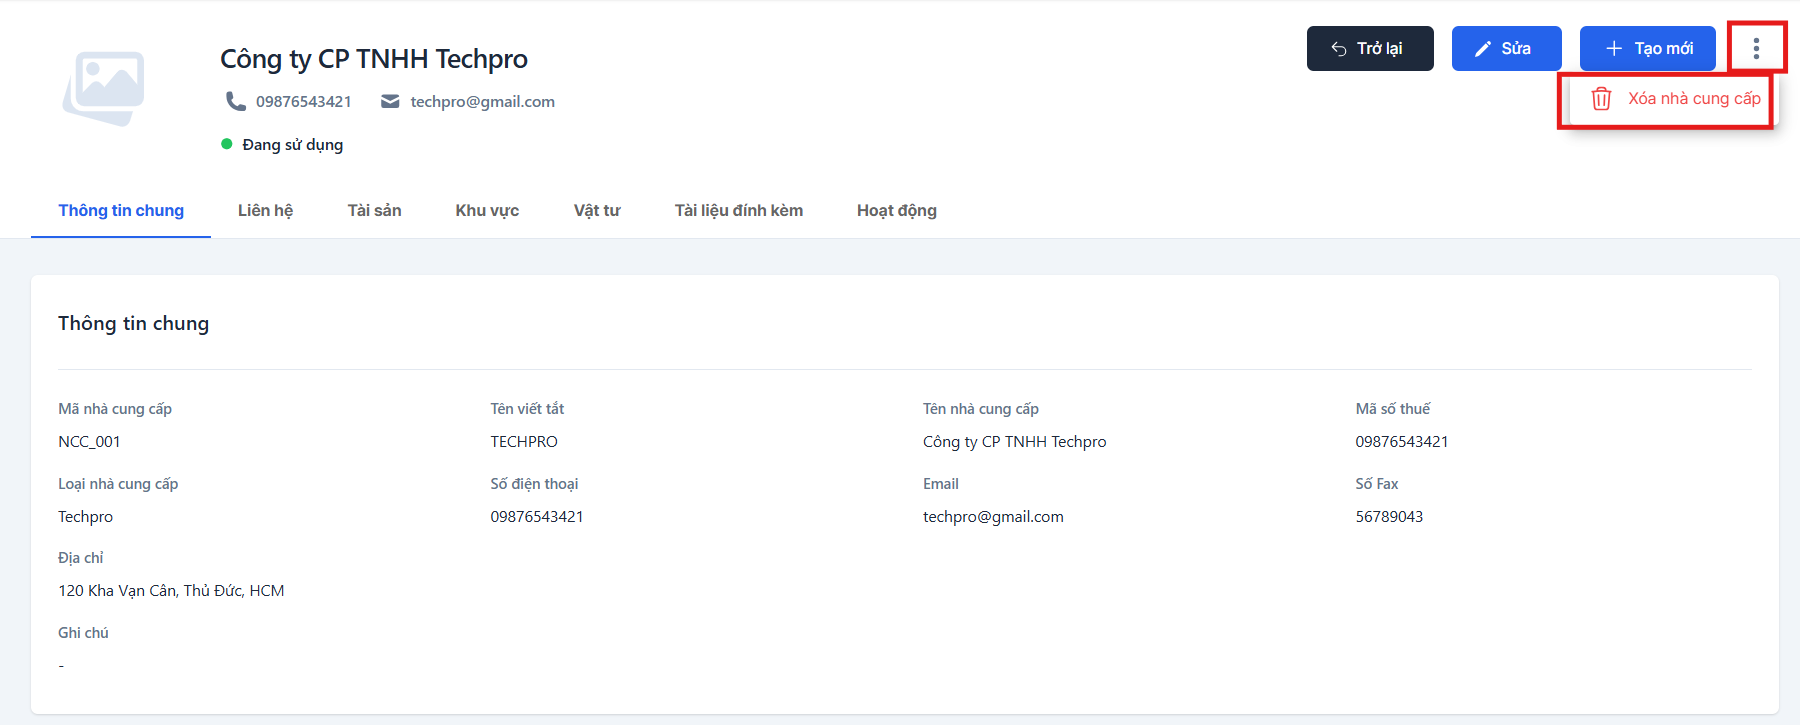 Công ty CP TNHH Techpro
09876543421 techpro@gmail.com
Đang sử dụng
Trở lại Sửa Tạo mới
Xóa nhà cung cấp
Thông tin chung Liên hệ Tài sản Khu vực Vật tư Tài liệu đính kèm Hoạt động
Thông tin chung
Mã nhà cung cấp Tên viết tắt Tên nhà cung cấp Mã số thuế
NCC_001 TECHPRO Công ty CP TNHH Techpro 09876543421
Loại nhà cung cấp Số điện thoại Email Số Fax
Techpro 09876543421 techpro@gmail.com 56789043
Địa chỉ
120 Kha Vạn Cân, Thủ Đức, HCM
Ghi chú
-